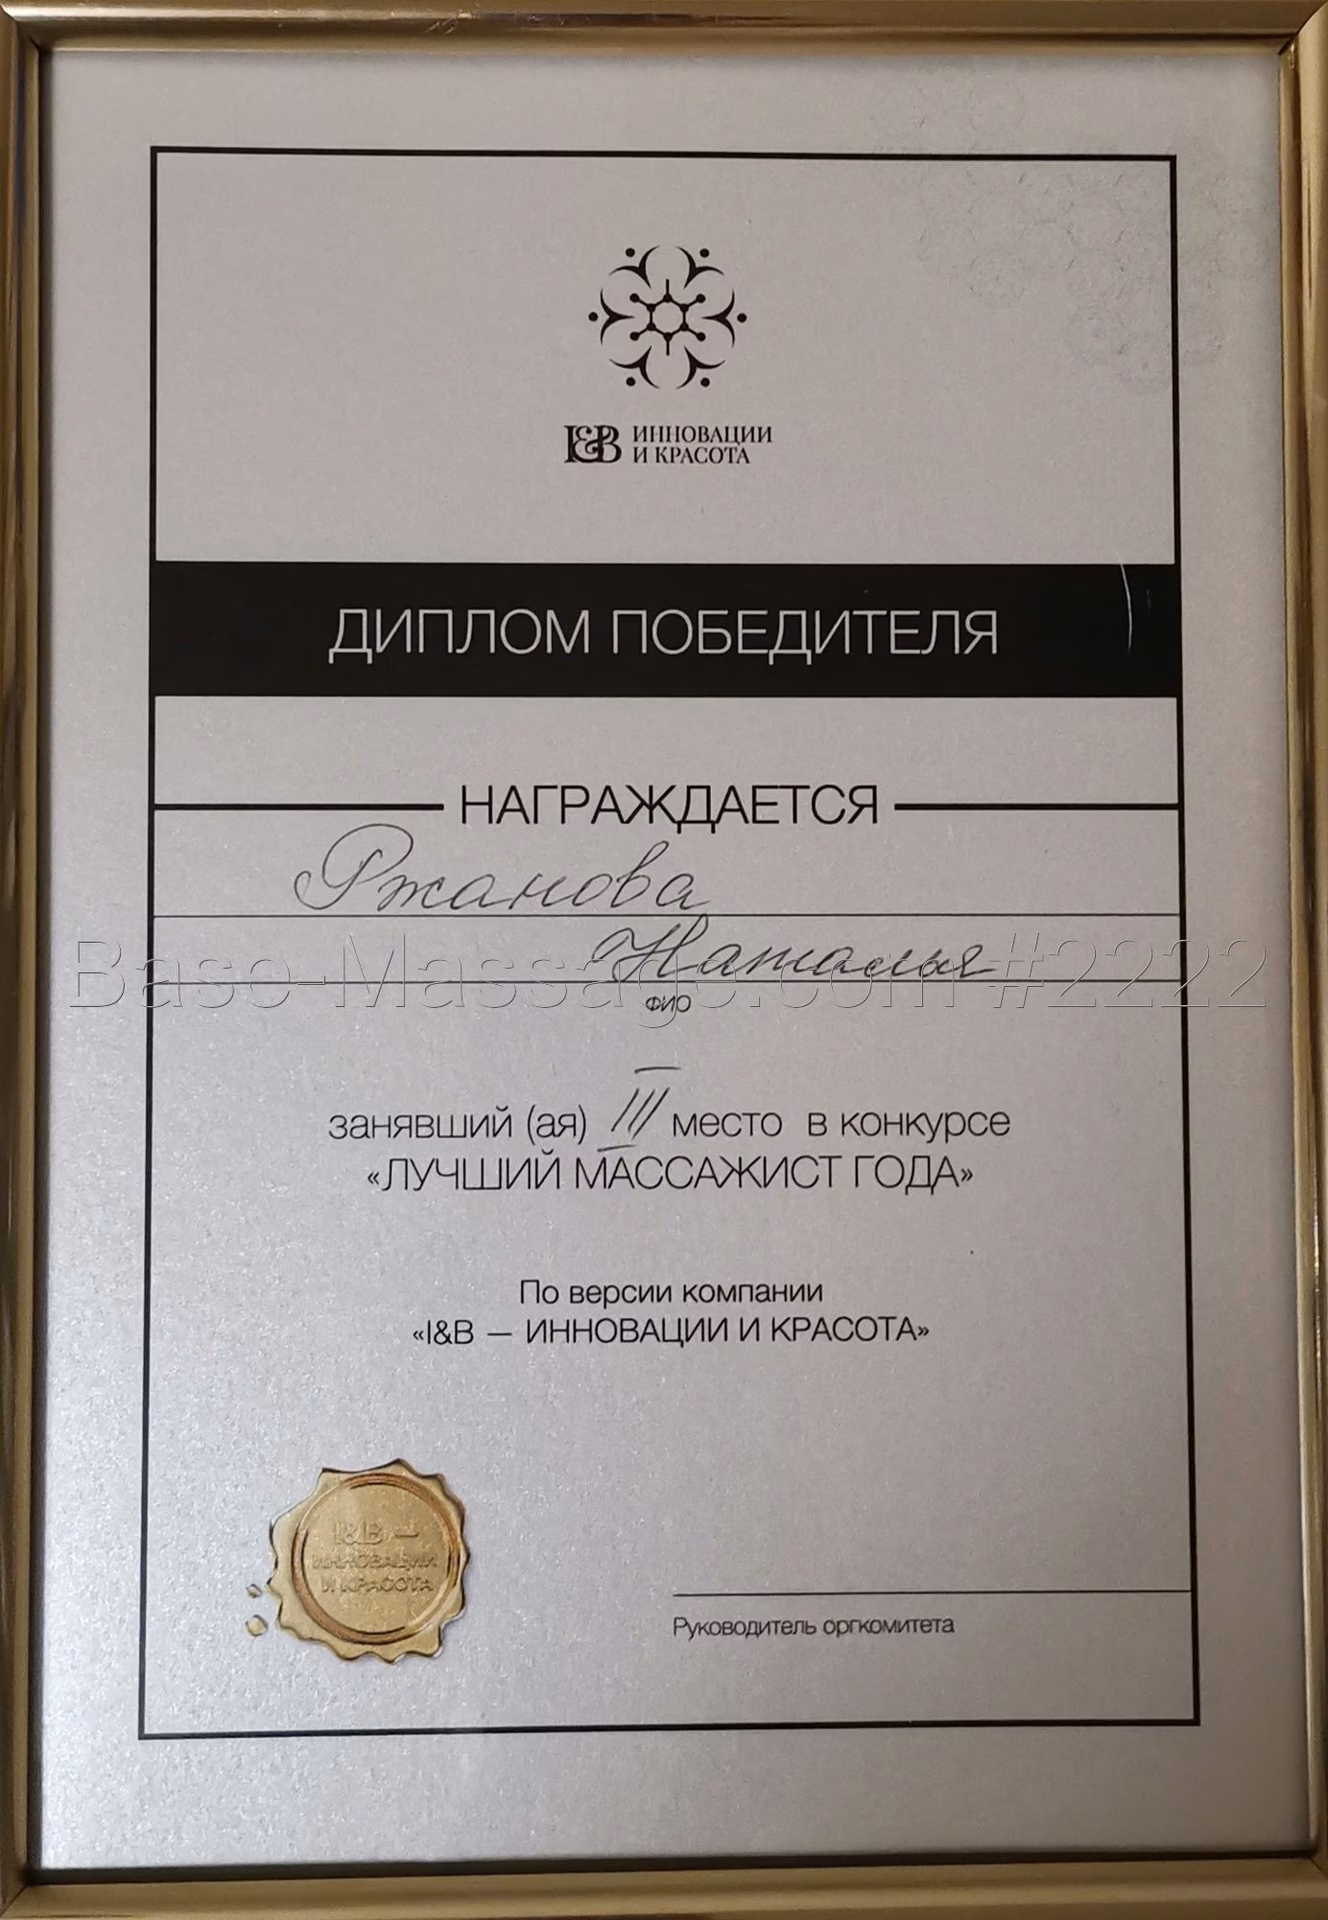 I&B ИННОВАЦИИ
И КРАСОТА
ДИПЛОМ ПОБЕДИТЕЛЯ
НАГРАЖДАЕТСЯ
Ржанова
Наталья
Base-Massage.com #2222
ФИО
занявший (ая) III место в конкурсе
«ЛУЧШИЙ МАССАЖИСТ ГОДА»
По версии компании
«I&B — ИННОВАЦИИ И КРАСОТА»
I&B —
ИННОВАЦИИ
И КРАСОТА
Руководитель оргкомитета